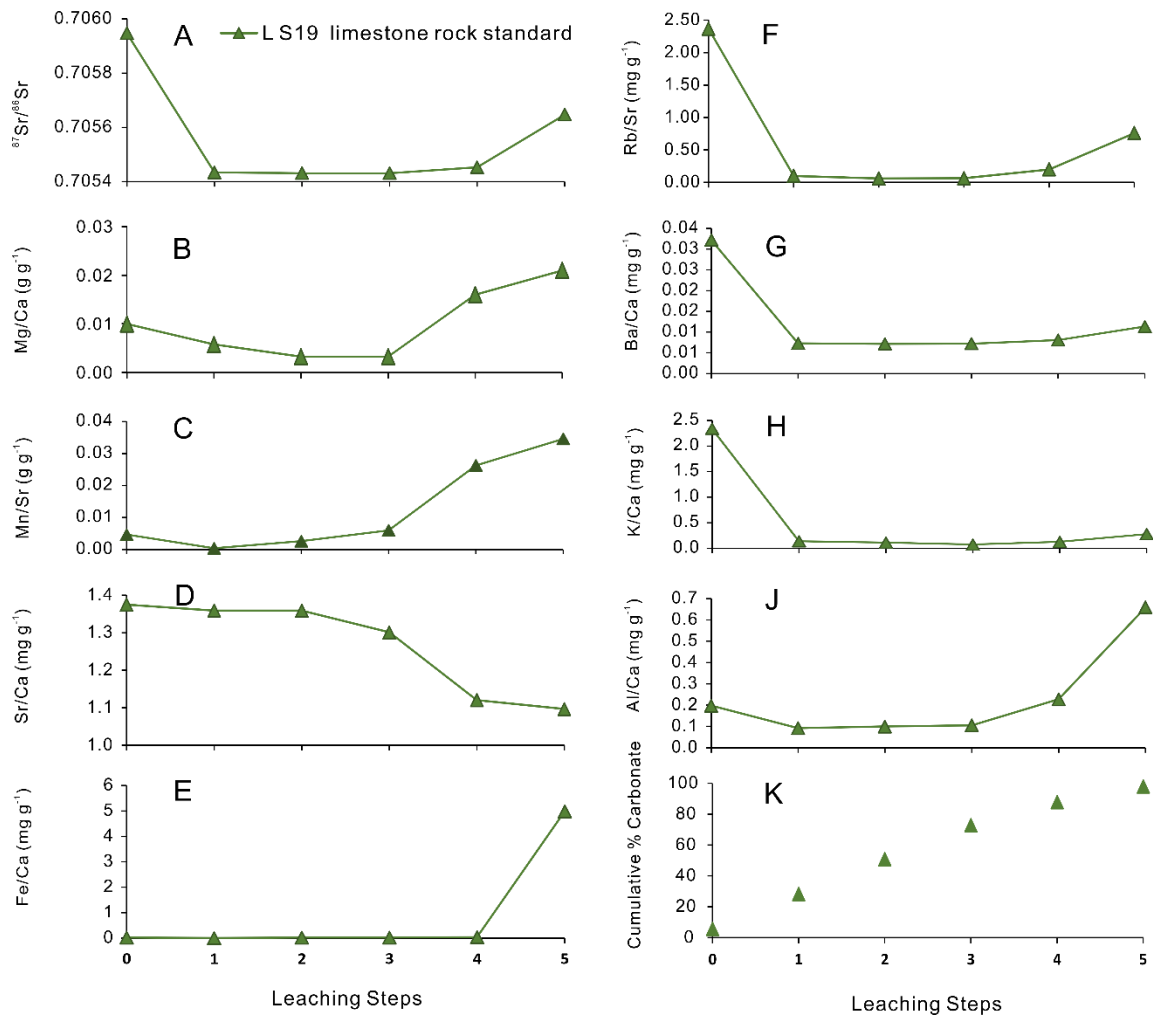 A
L S19 limestone rock standard
0.7060
0.7058
0.7056
0.7054
⁸⁷Sr/⁸⁶Sr
B
0.03
0.02
0.01
0.00
Mg/Ca (g g⁻¹)
C
0.04
0.03
0.02
0.01
0.00
Mn/Sr (g g⁻¹)
D
1.4
1.3
1.2
1.1
1.0
Sr/Ca (mg g⁻¹)
E
6
5
4
3
2
1
0
Fe/Ca (mg g⁻¹)
0 1 2 3 4 5
Leaching Steps
F
2.50
2.00
1.50
1.00
0.50
0.00
Rb/Sr (mg g⁻¹)
G
0.04
0.03
0.03
0.02
0.02
0.01
0.01
0.00
Ba/Ca (mg g⁻¹)
H
2.5
2.0
1.5
1.0
0.5
0.0
K/Ca (mg g⁻¹)
J
0.7
0.6
0.5
0.4
0.3
0.2
0.1
0.0
Al/Ca (mg g⁻¹)
K
100
80
60
40
20
0
Cumulative % Carbonate
0 1 2 3 4 5
Leaching Steps